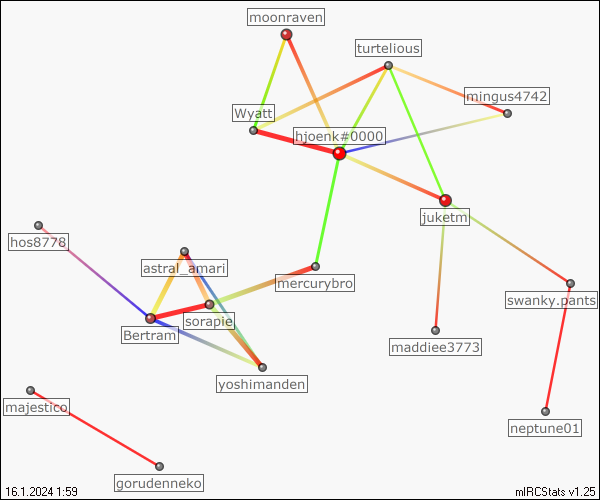 moonraven
turtelious
mingus4742
Wyatt
hjoenk#0000
juketm
hos8778
astral_amari
mercurybro
swanky.pants
sorapie
Bertram
maddiee3773
yoshimanden
majestico
neptune01
gorudenneko
16.1.2024 1:59
mIRCStats v1.25